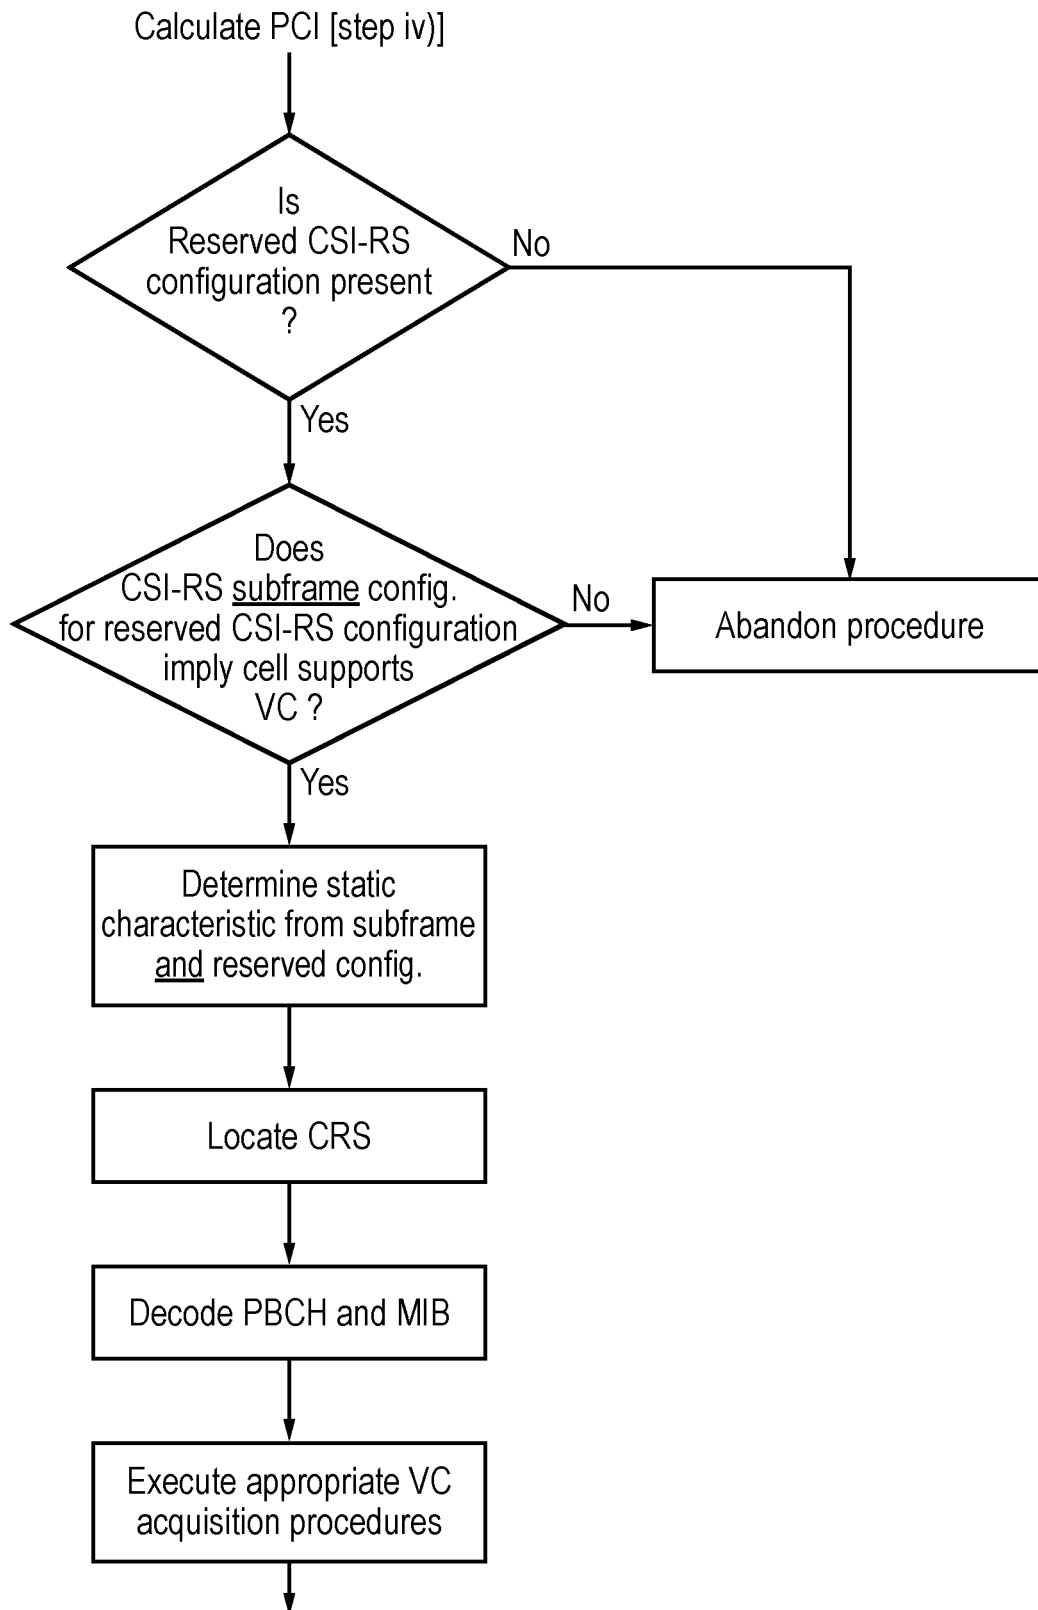 Calculate PCI [step iv)]
Is
Reserved CSI-RS
configuration present
?
No
Yes
Does
CSI-RS subframe config.
for reserved CSI-RS configuration
imply cell supports
VC ?
No
Abandon procedure
Yes
Determine static
characteristic from subframe
and reserved config.
Locate CRS
Decode PBCH and MIB
Execute appropriate VC
acquisition procedures